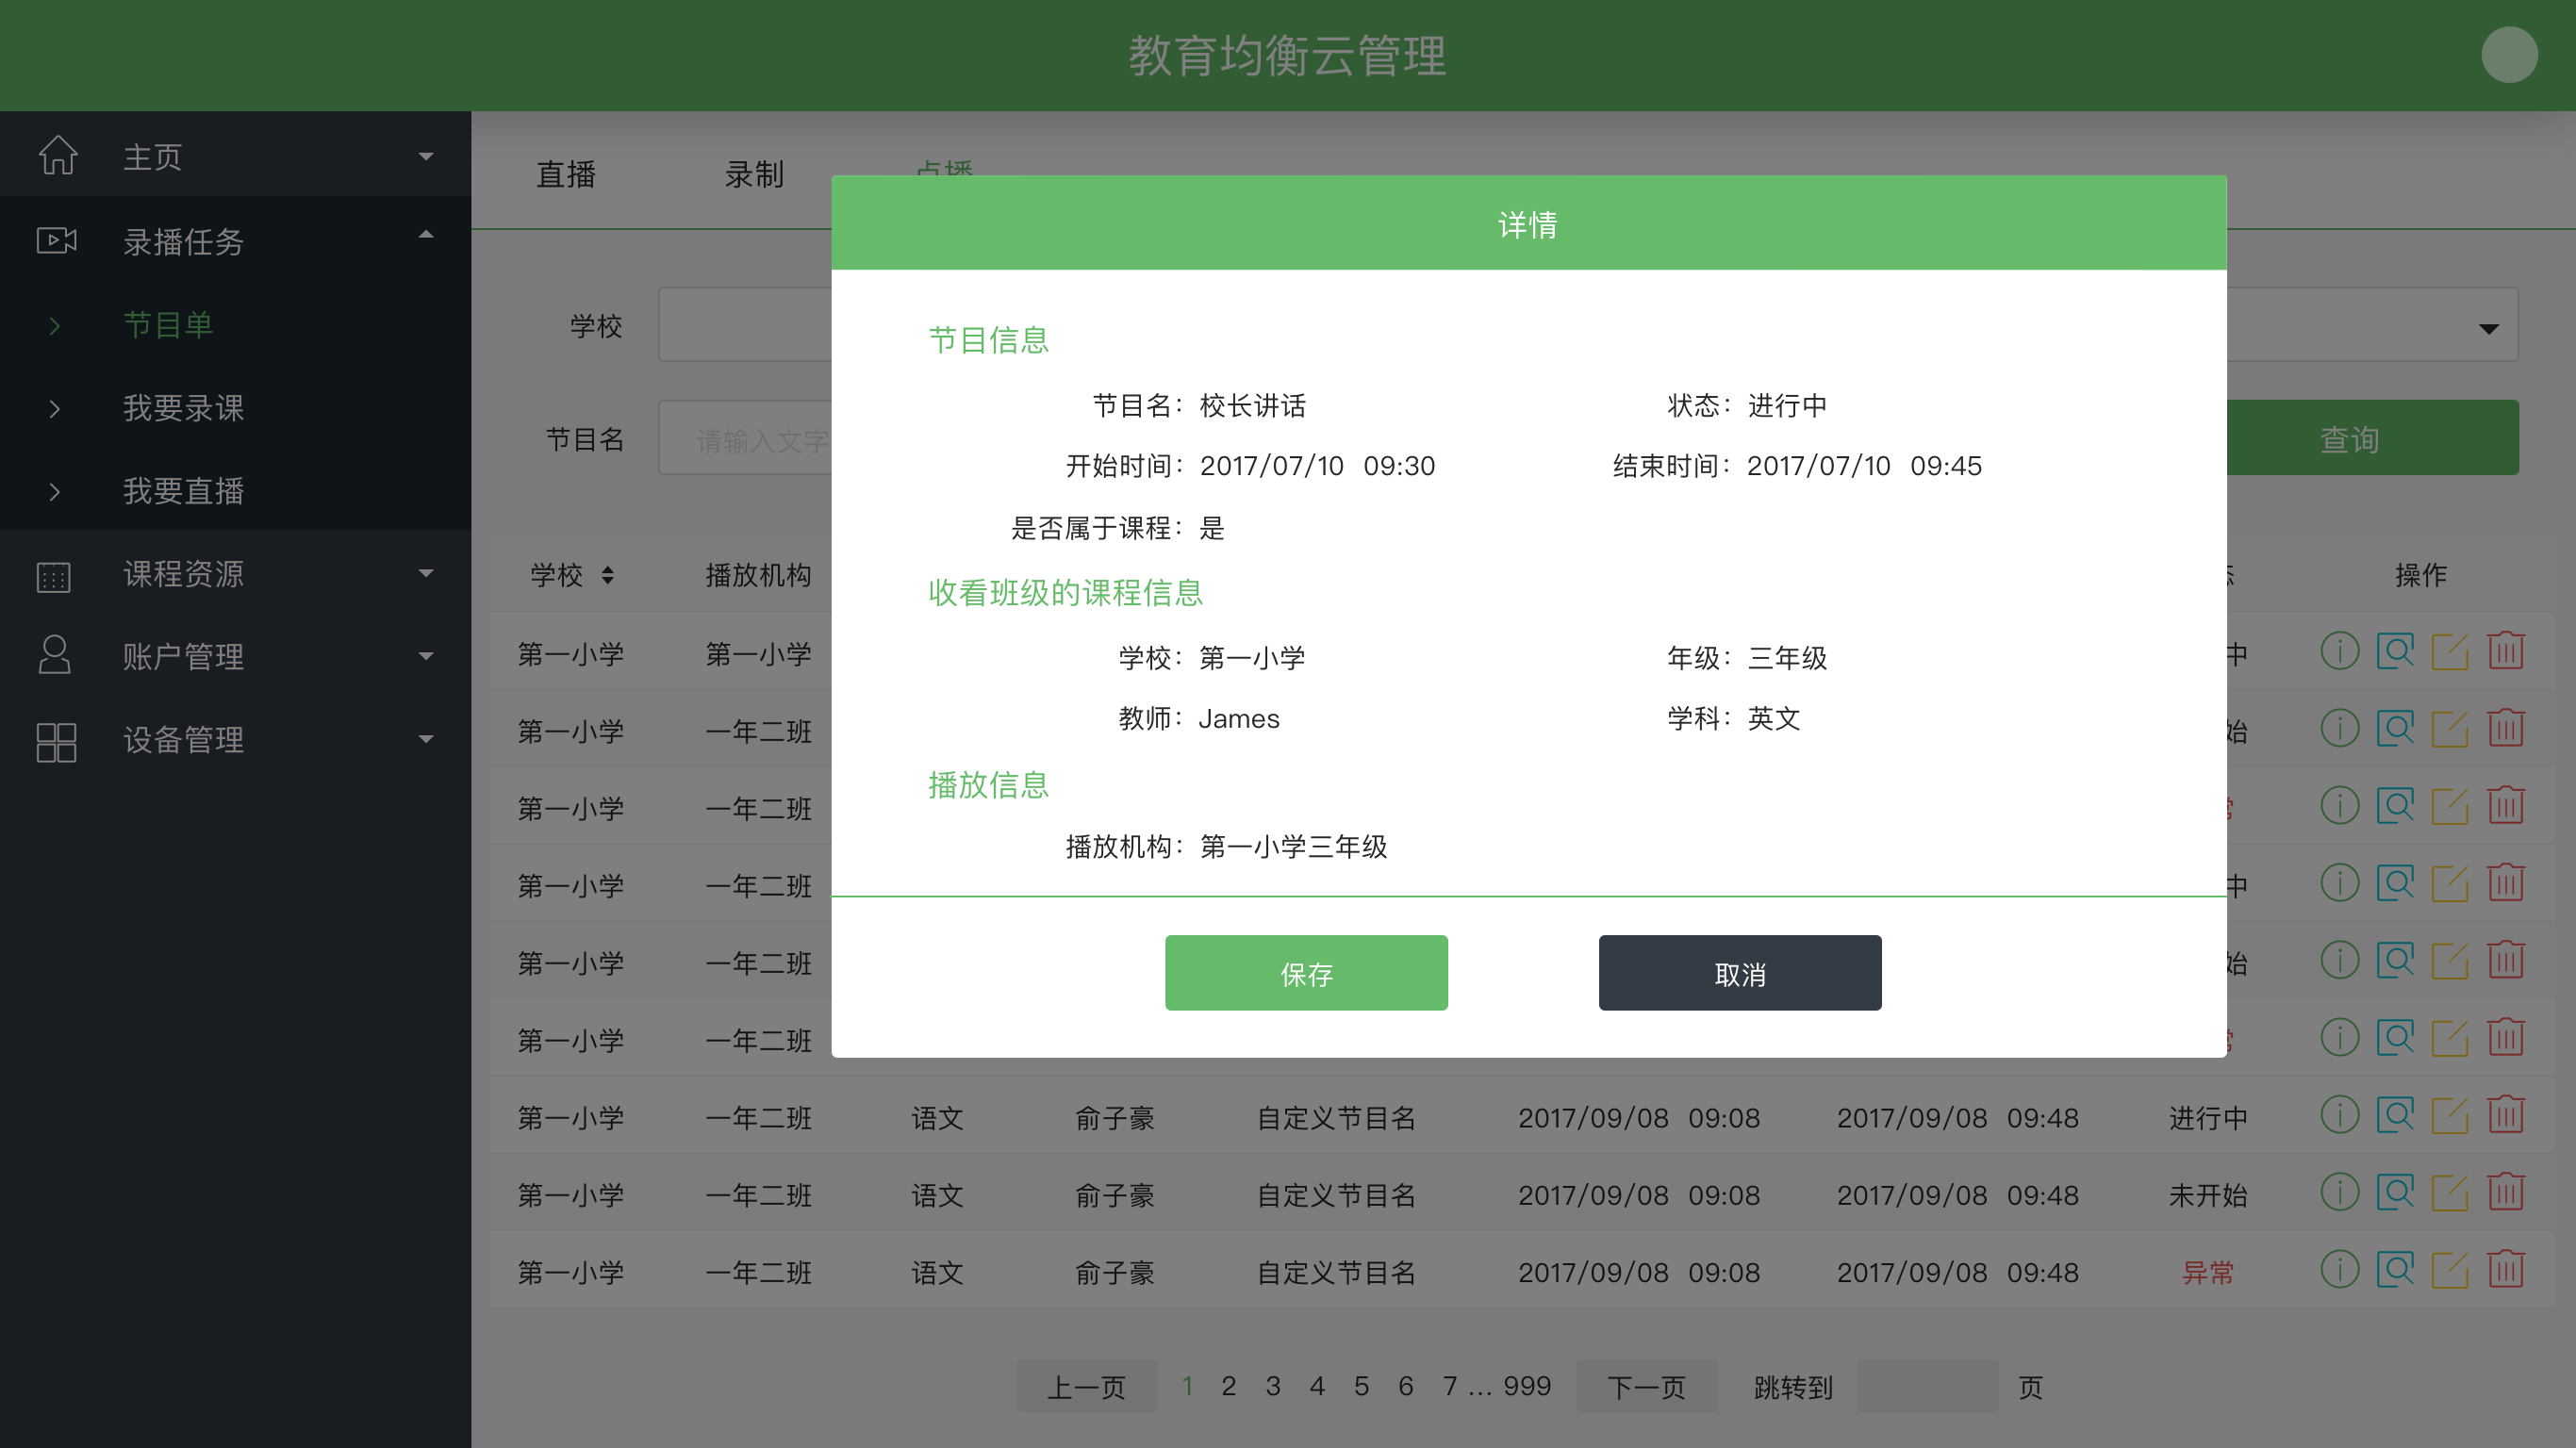 教育均衡云管理
主页
录播任务
节目单
我要录课
我要直播
课程资源
账户管理
设备管理
直播 录制 点播
学校
节目名 请输入文字 查询
详情
节目信息
节目名： 校长讲话 状态： 进行中
开始时间： 2017/07/10 09:30 结束时间： 2017/07/10 09:45
是否属于课程： 是
收看班级的课程信息
学校： 第一小学 年级： 三年级
教师： James 学科： 英文
播放信息
播放机构： 第一小学三年级
保存 取消
学校 播放机构 操作
第一小学 第一小学 中
第一小学 一年二班 始
第一小学 一年二班
第一小学 一年二班 中
第一小学 一年二班 始
第一小学 一年二班
第一小学 一年二班 语文 俞子豪 自定义节目名 2017/09/08 09:08 2017/09/08 09:48 进行中
第一小学 一年二班 语文 俞子豪 自定义节目名 2017/09/08 09:08 2017/09/08 09:48 未开始
第一小学 一年二班 语文 俞子豪 自定义节目名 2017/09/08 09:08 2017/09/08 09:48 异常
上一页 1 2 3 4 5 6 7 ... 999 下一页 跳转到 页